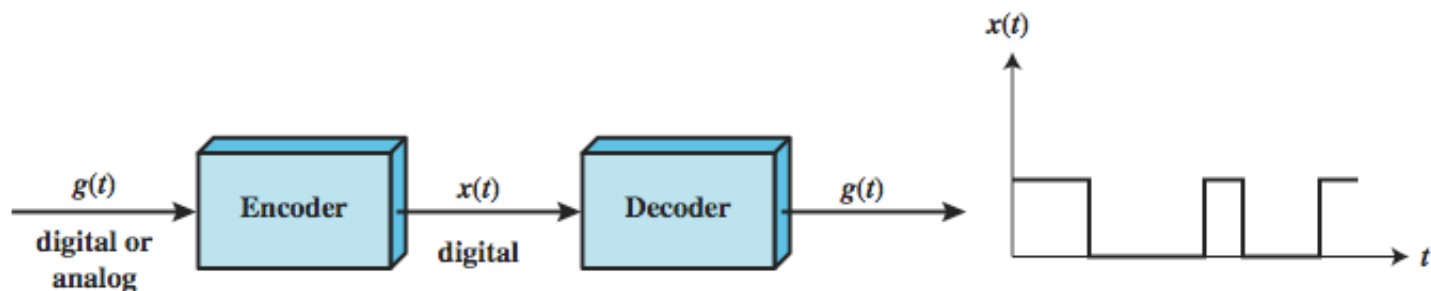 g(t)
digital or
analog
Encoder
x(t)
digital
Decoder
g(t)
x(t)
t